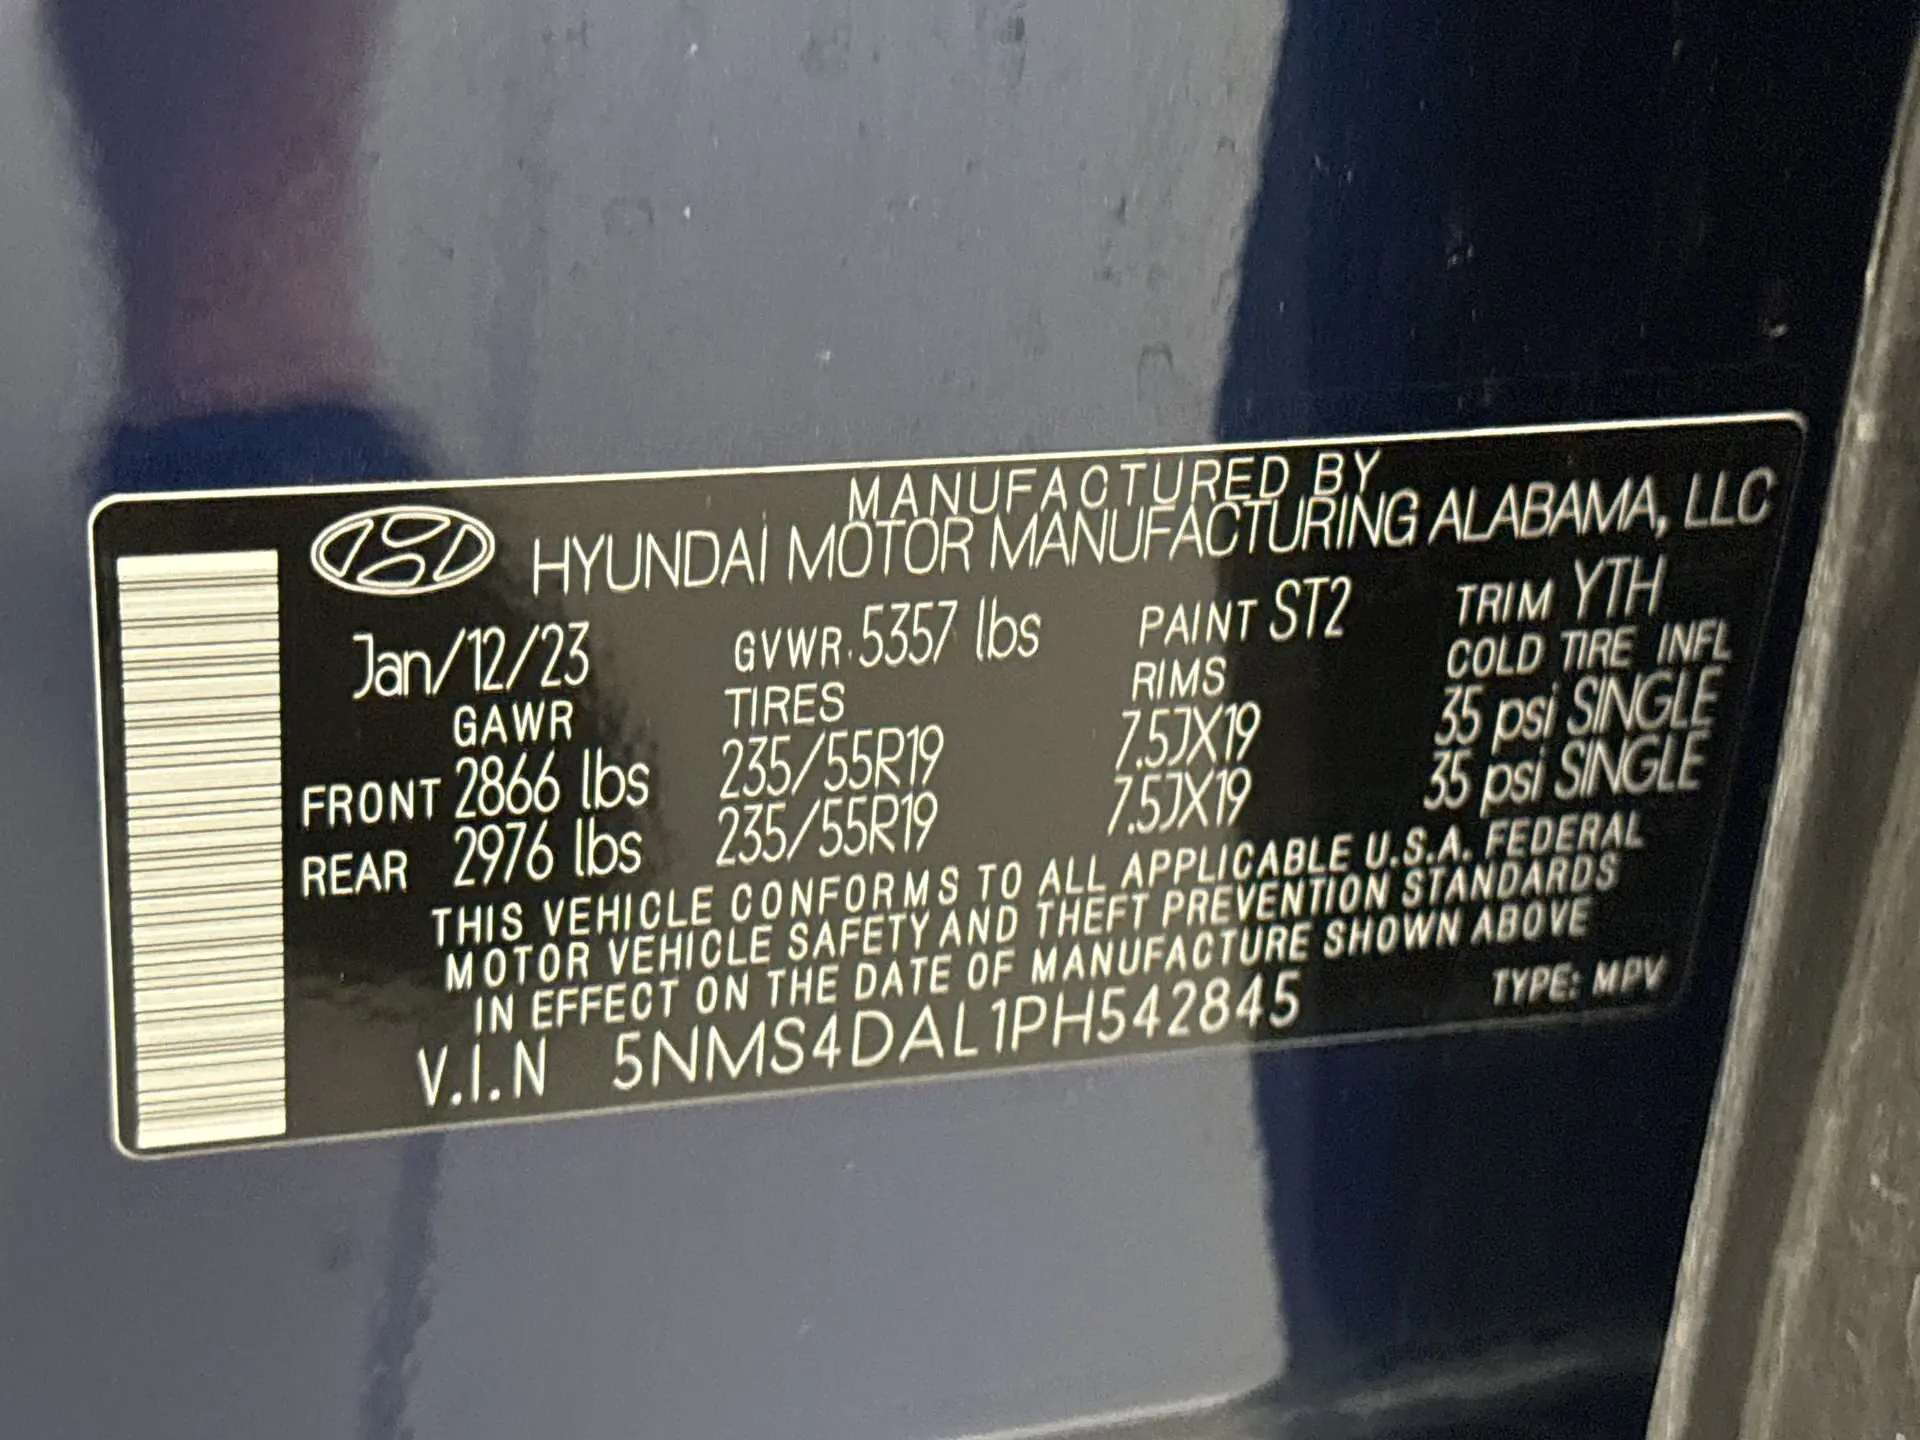 MANUFACTURED BY
HYUNDAI MOTOR MANUFACTURING ALABAMA, LLC
Jan/12/23 GVWR. 5357 lbs PAINT ST2 TRIM YTH
GAWR TIRES RIMS COLD TIRE INFL
FRONT 2866 lbs 235/55R19 7.5JX19 35 psi SINGLE
REAR 2976 lbs 235/55R19 7.5JX19 35 psi SINGLE
THIS VEHICLE CONFORMS TO ALL APPLICABLE U.S.A. FEDERAL
MOTOR VEHICLE SAFETY AND THEFT PREVENTION STANDARDS
IN EFFECT ON THE DATE OF MANUFACTURE SHOWN ABOVE
V.I.N 5NMS4DAL1PH542845 TYPE: MPV